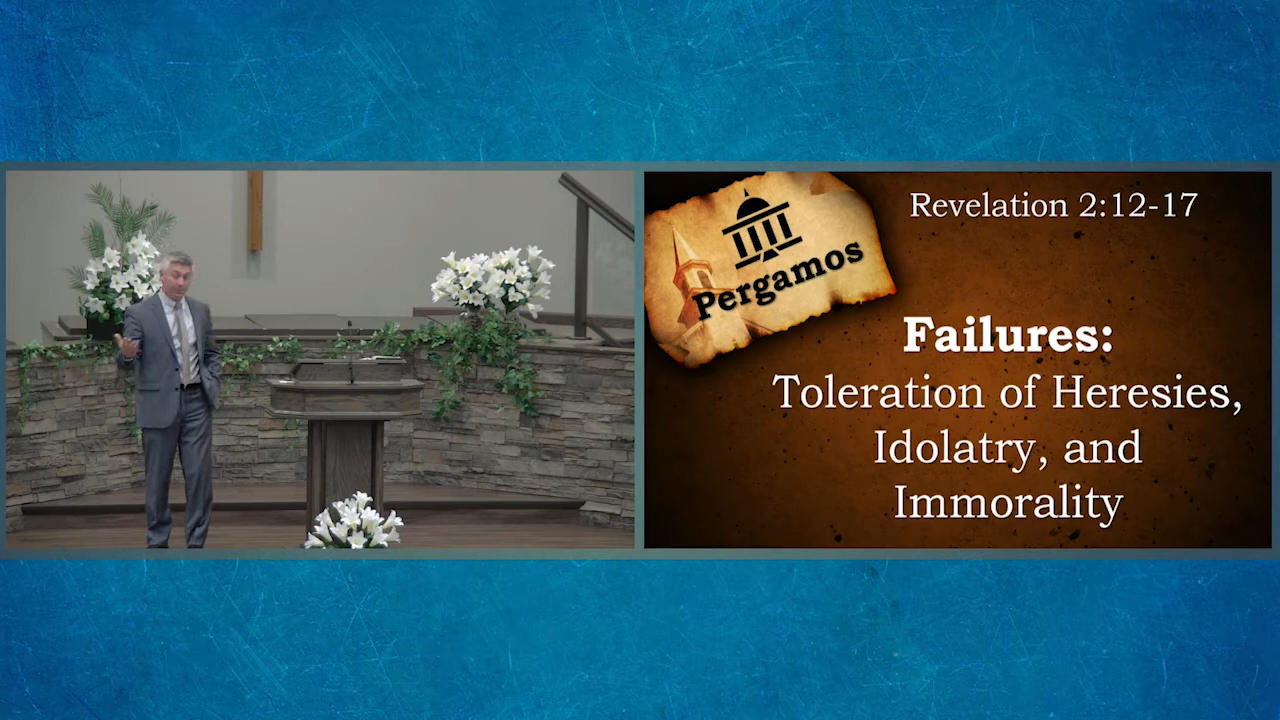 Revelation 2:12-17
Pergamos
Failures:
Toleration of Heresies,
Idolatry, and
Immorality